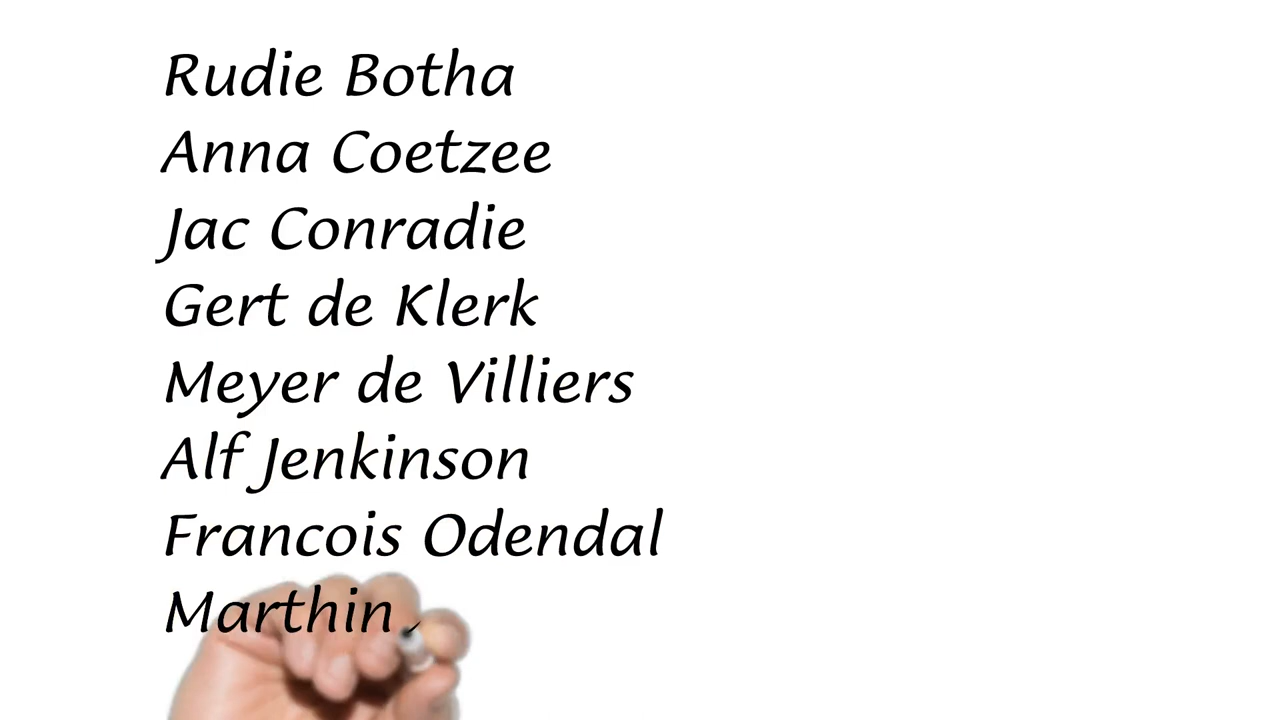 Rudie Botha
Anna Coetzee
Jac Conradie
Gert de Klerk
Meyer de Villiers
Alf Jenkinson
Francois Odendal
Marthin